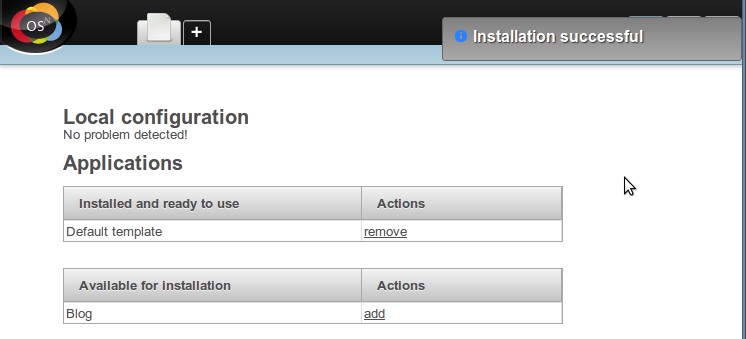 OS N
+
Installation successful
Local configuration
No problem detected!
Applications
Installed and ready to use Actions
Default template remove
Available for installation Actions
Blog add